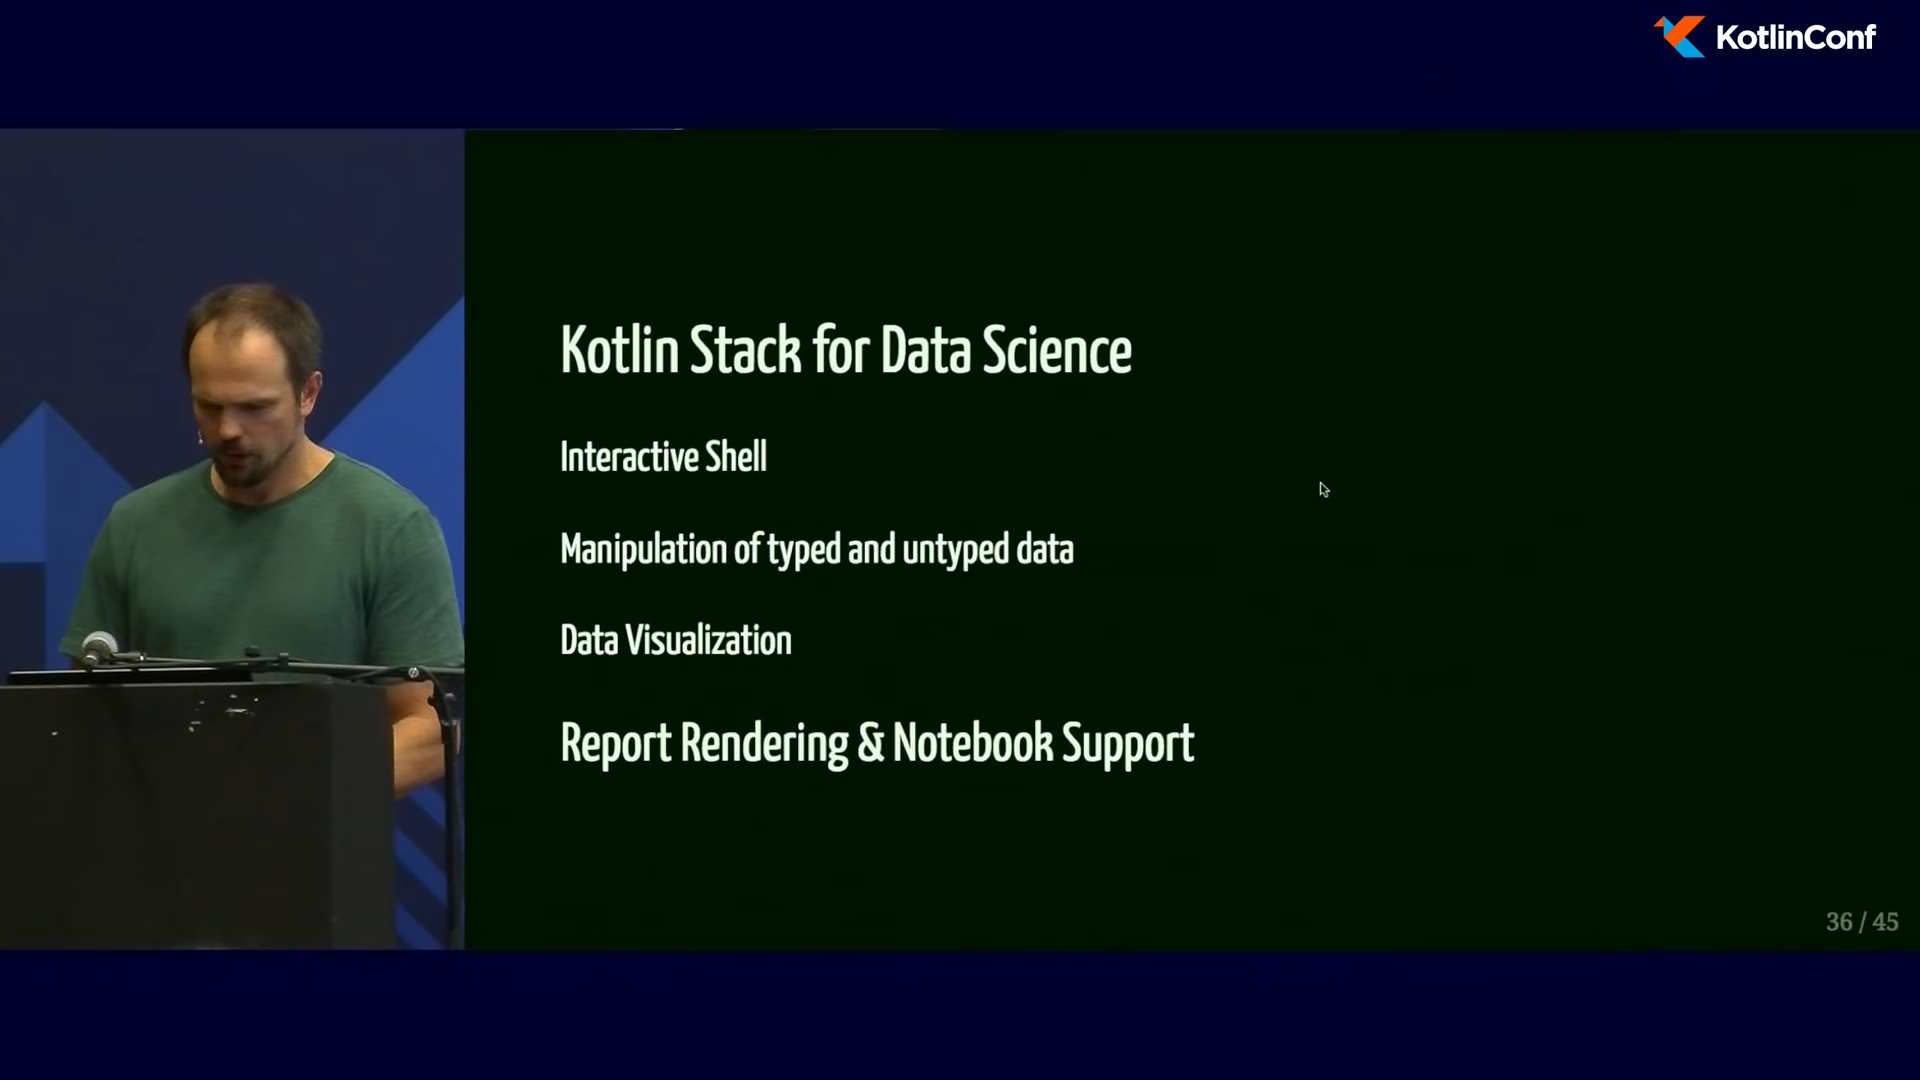 KotlinConf
Kotlin Stack for Data Science
Interactive Shell
Manipulation of typed and untyped data
Data Visualization
Report Rendering & Notebook Support
36 / 45